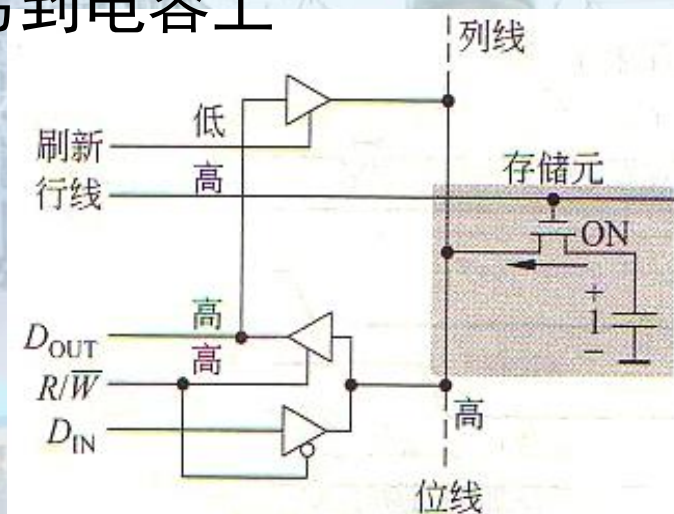 到电容上
列线
低
刷新
高
行线
存储元
ON
+
1
−
高
D_OUT
高
R/W̅
高
D_IN
位线